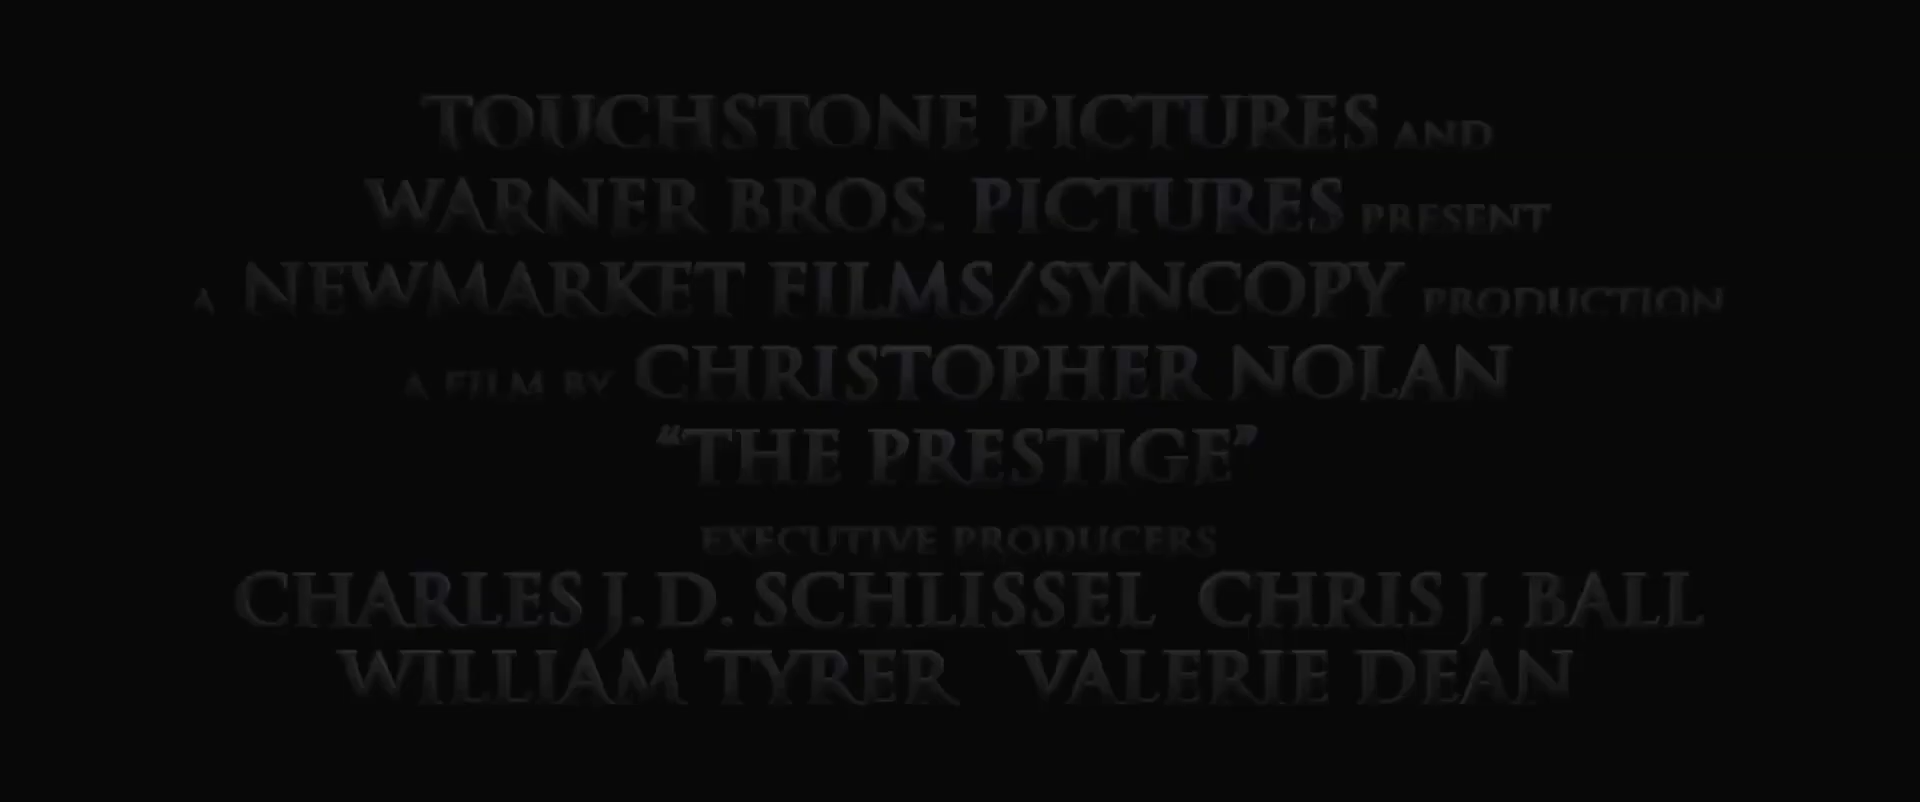 TOUCHSTONE PICTURES AND
WARNER BROS. PICTURES PRESENT
A NEWMARKET FILMS/SYNCOPY PRODUCTION
A FILM BY CHRISTOPHER NOLAN
“THE PRESTIGE”
EXECUTIVE PRODUCERS
CHARLES J.D. SCHLISSEL CHRIS J. BALL
WILLIAM TYRER VALERIE DEAN